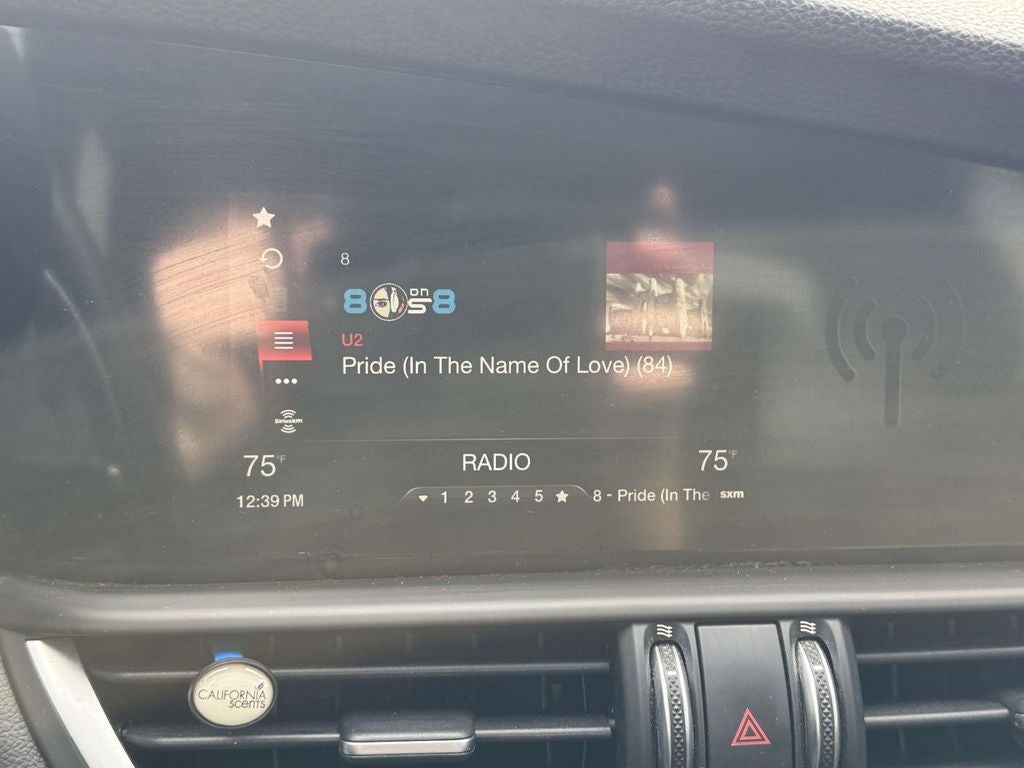 8
80s on 8
U2
Pride (In The Name Of Love) (84)
SiriusXM
75°F
RADIO
75°F
12:39 PM
1 2 3 4 5
8 - Pride (In The
sxm
CALIFORNIA
scents